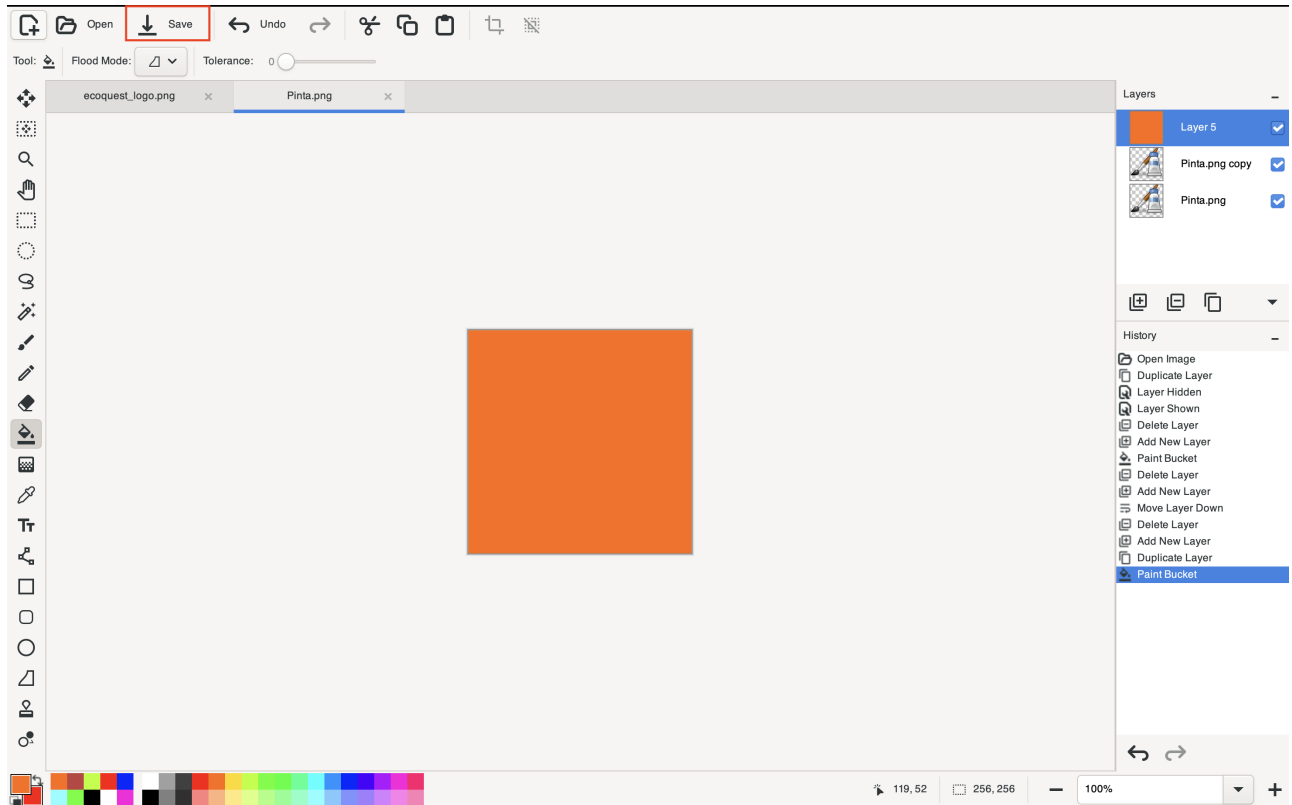 Open Save Undo
Tool: Flood Mode: Tolerance: 0
ecoquest_logo.png Pinta.png
Layers
Layer 5
Pinta.png copy
Pinta.png
History
Open Image
Duplicate Layer
Layer Hidden
Layer Shown
Delete Layer
Add New Layer
Paint Bucket
Delete Layer
Add New Layer
Move Layer Down
Delete Layer
Add New Layer
Duplicate Layer
Paint Bucket
119, 52 256, 256 100%